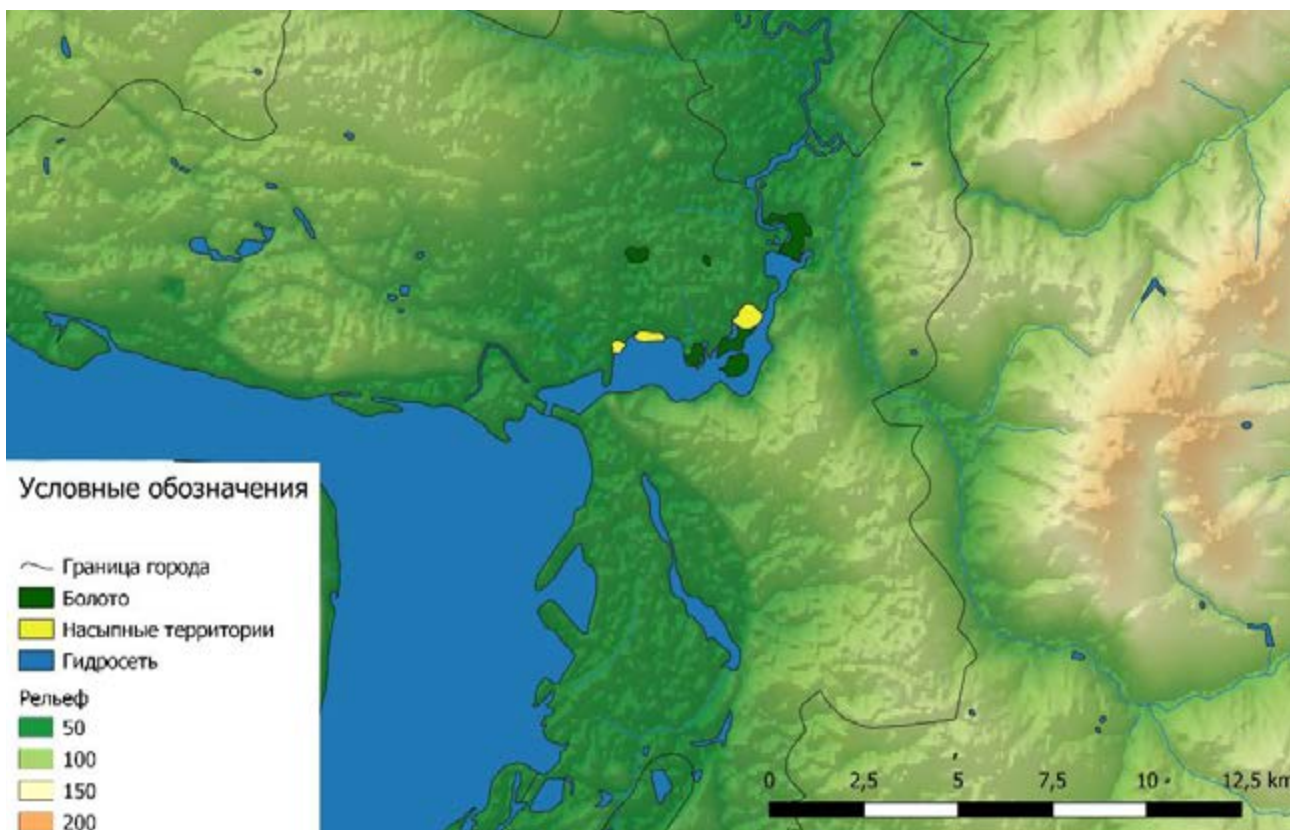 Условные обозначения
Граница города
Болото
Насыпные территории
Гидросеть
Рельеф
50
100
150
200
0 2,5 5 7,5 10 12,5 km